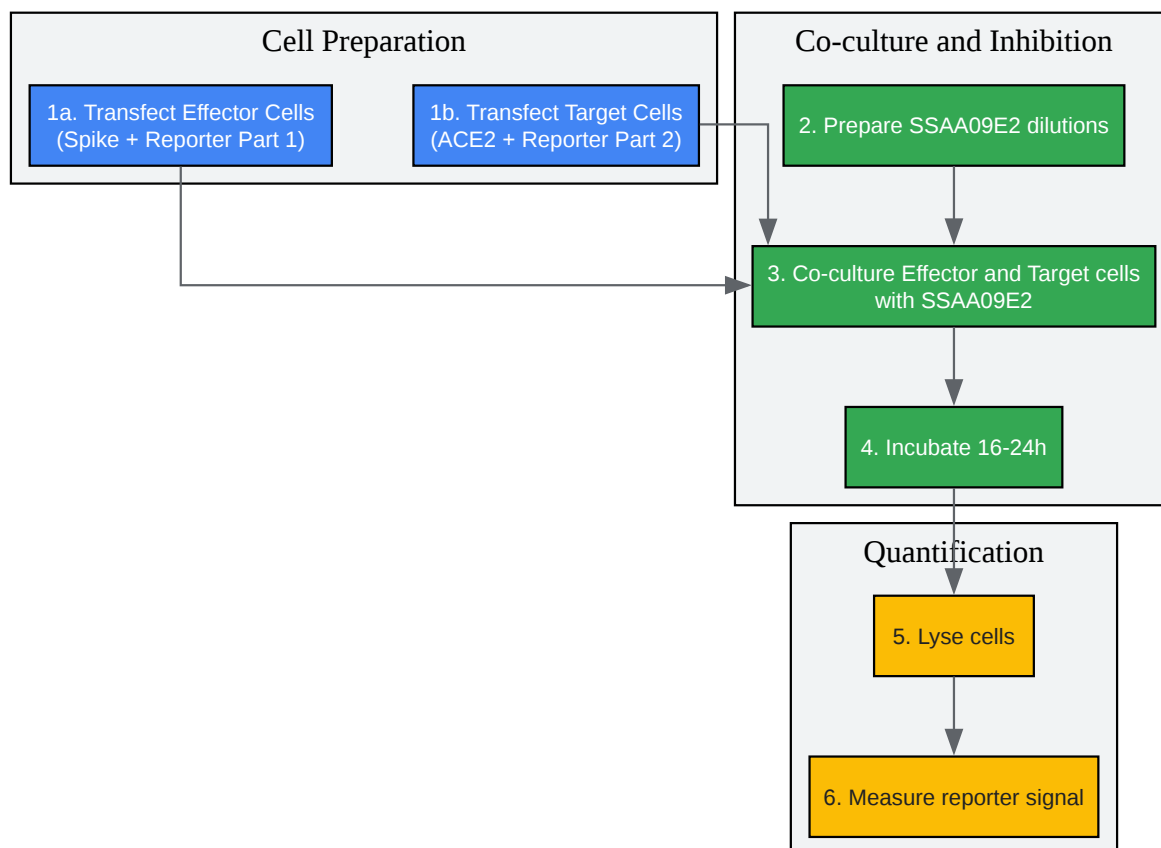 Cell Preparation
1a. Transfect Effector Cells
(Spike + Reporter Part 1)
1b. Transfect Target Cells
(ACE2 + Reporter Part 2)
Co-culture and Inhibition
2. Prepare SSAA09E2 dilutions
3. Co-culture Effector and Target cells
with SSAA09E2
4. Incubate 16-24h
Quantification
5. Lyse cells
6. Measure reporter signal